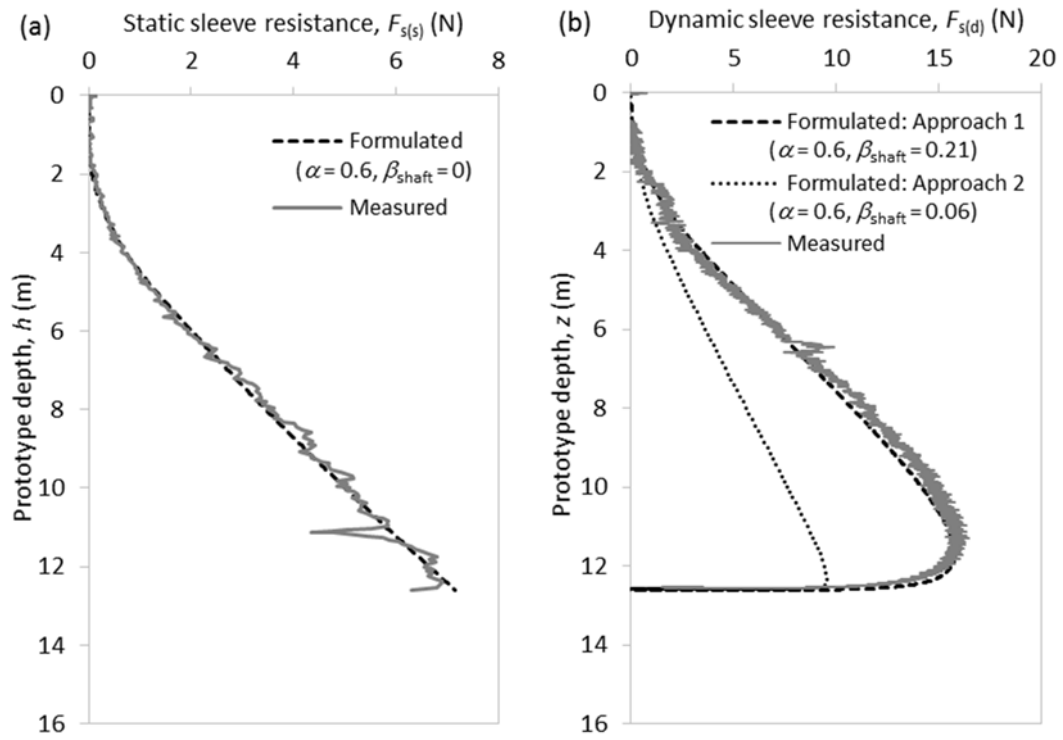 (a)
Static sleeve resistance, Fs(s) (N)
0 2 4 6 8
0
2
4
6
8
10
12
14
16
Prototype depth, h (m)
Formulated
(α = 0.6, βshaft = 0)
Measured
(b)
Dynamic sleeve resistance, Fs(d) (N)
0 5 10 15 20
0
2
4
6
8
10
12
14
16
Prototype depth, z (m)
Formulated: Approach 1
(α = 0.6, βshaft = 0.21)
Formulated: Approach 2
(α = 0.6, βshaft = 0.06)
Measured